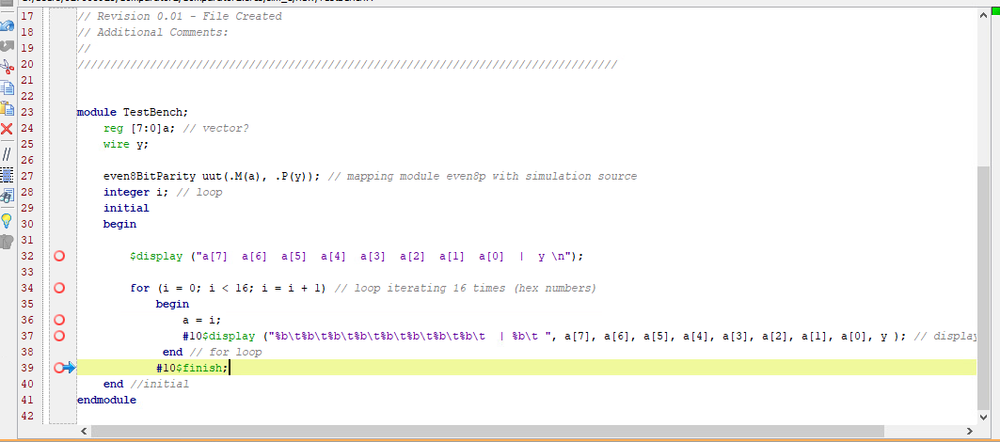 17 // Revision 0.01 - File Created
18 // Additional Comments:
19 //
20 //////////////////////////////////////////////////////////////////////////////////
21
22
23 module TestBench;
24 reg [7:0]a; // vector?
25 wire y;
26
27 even8BitParity uut(.M(a), .P(y)); // mapping module even8p with simulation source
28 integer i; // loop
29 initial
30 begin
31
32 $display ("a[7]  a[6]  a[5]  a[4]  a[3]  a[2]  a[1]  a[0]  |  y \n");
33
34 for (i = 0; i < 16; i = i + 1) // loop iterating 16 times (hex numbers)
35 begin
36 a = i;
37 #10$display ("%b\t%b\t%b\t%b\t%b\t%b\t%b\t%b\t  | %b\t ", a[7], a[6], a[5], a[4], a[3], a[2], a[1], a[0], y ); // display
38 end // for loop
39 #10$finish;
40 end //initial
41 endmodule
42